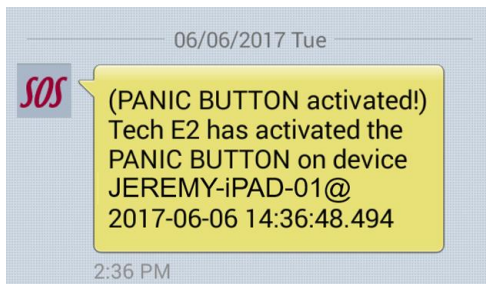 06/06/2017 Tue
SOS
(PANIC BUTTON activated!)
Tech E2 has activated the
PANIC BUTTON on device
JEREMY-iPAD-01@
2017-06-06 14:36:48.494
2:36 PM